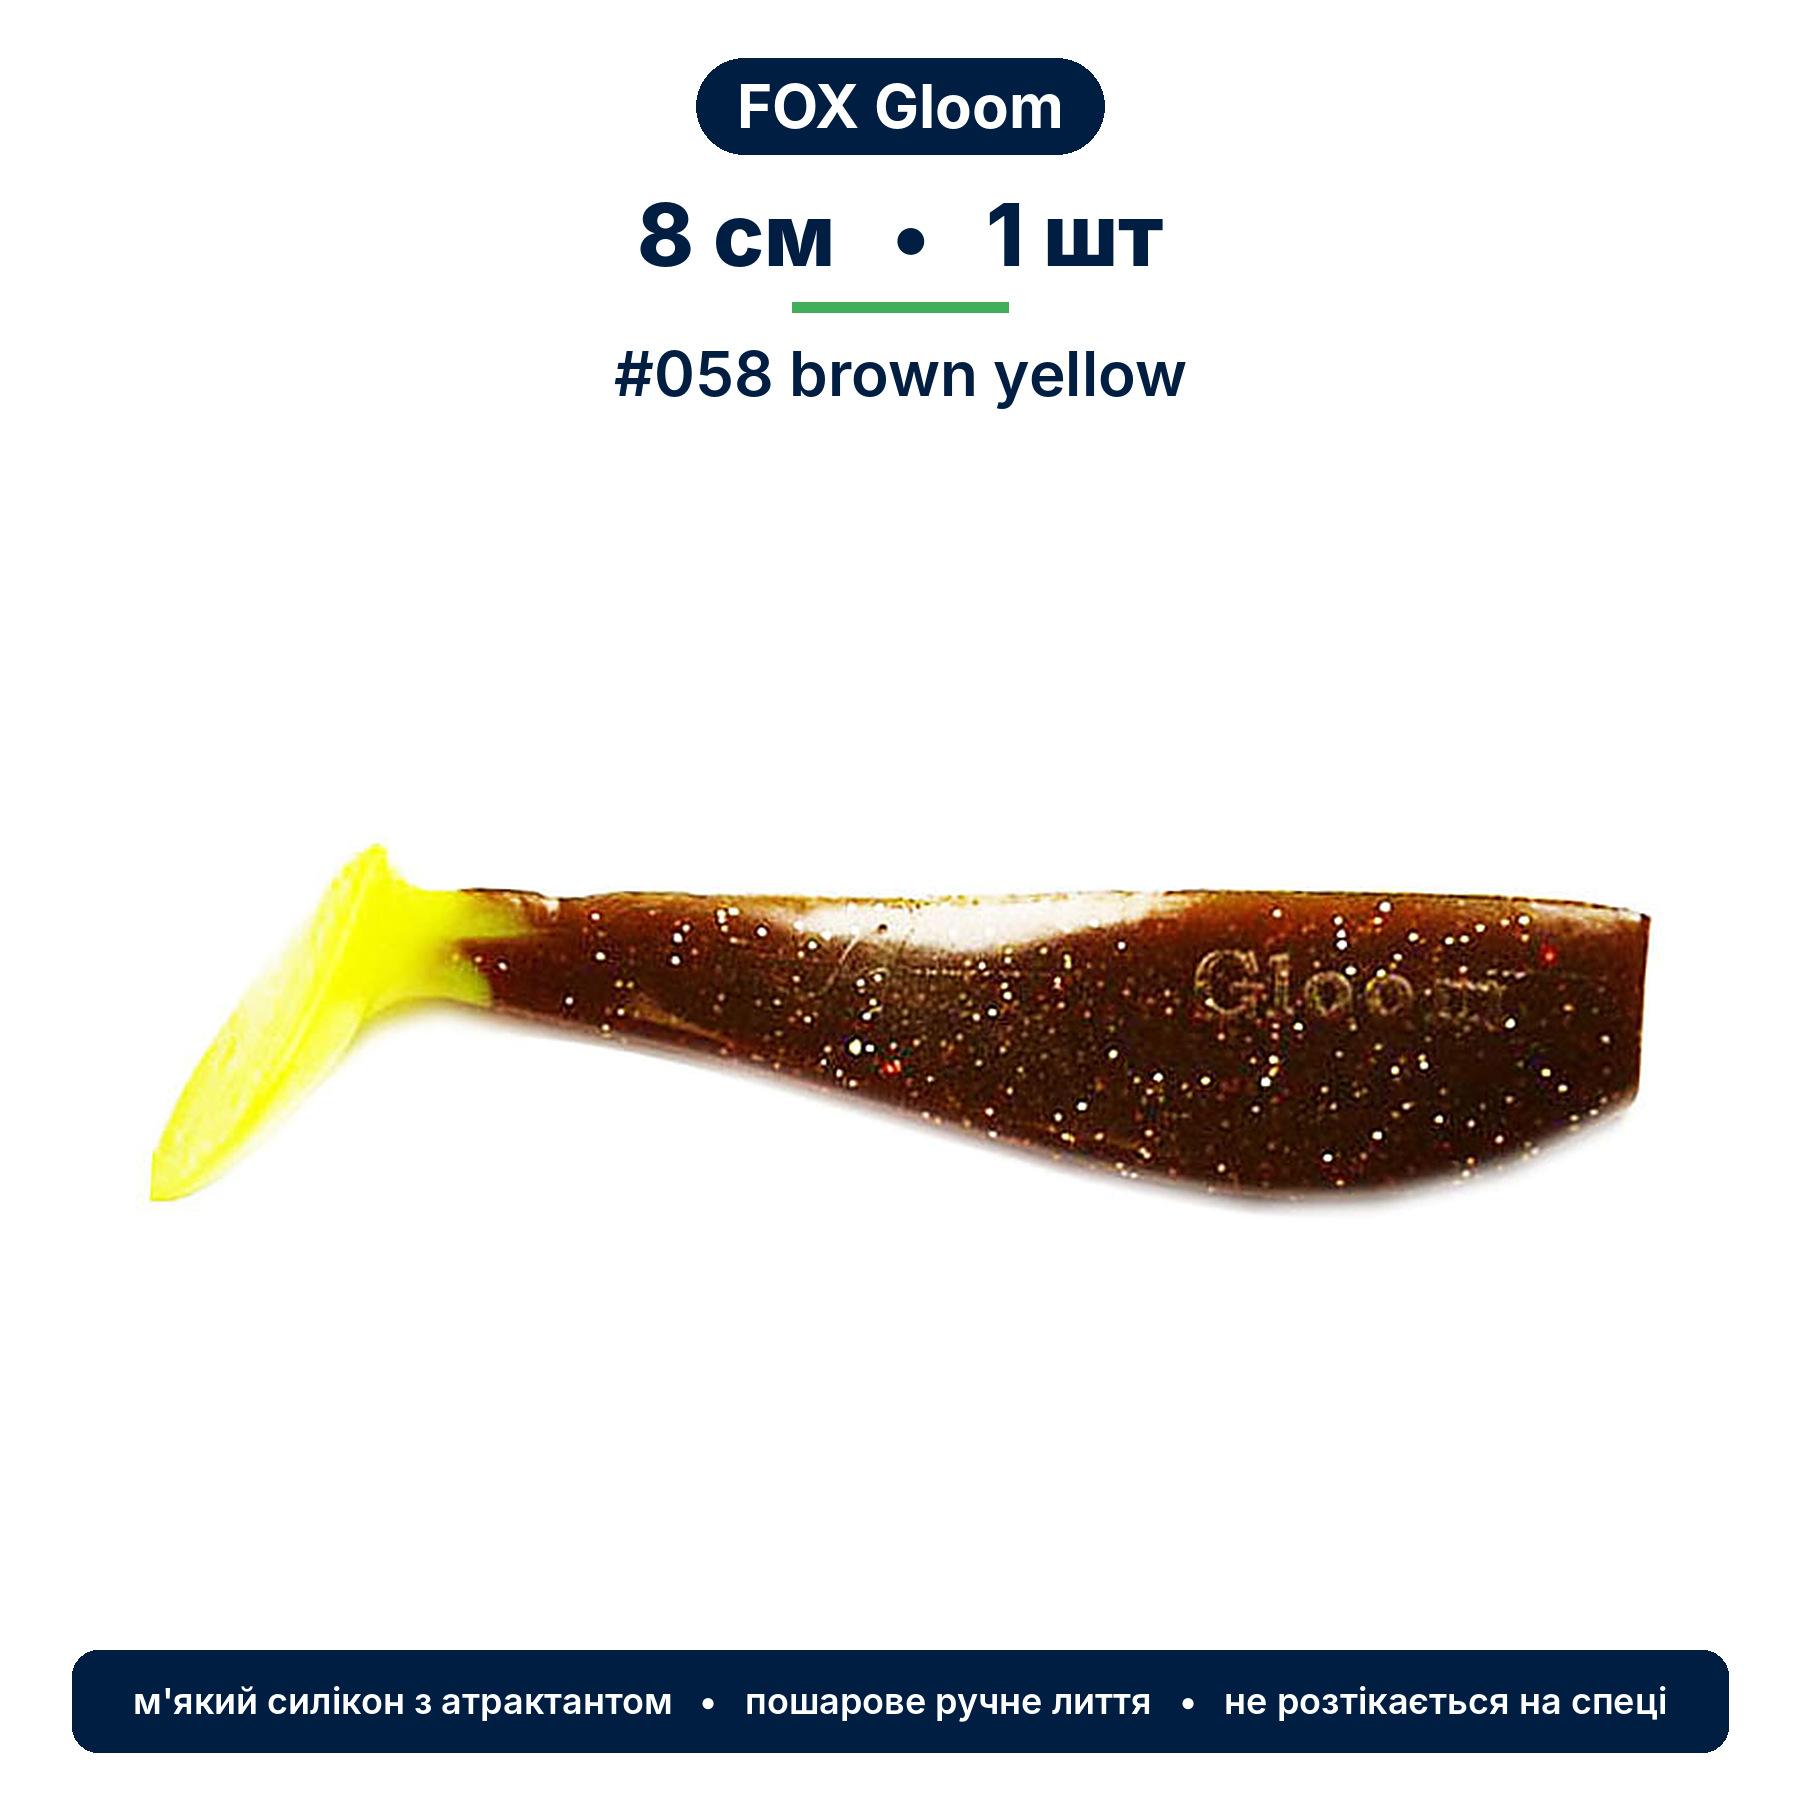 FOX Gloom
8 см • 1 шт
#058 brown yellow
Gloom
м'який силікон з атрактантом • пошарове ручне лиття • не розтікається на спеці